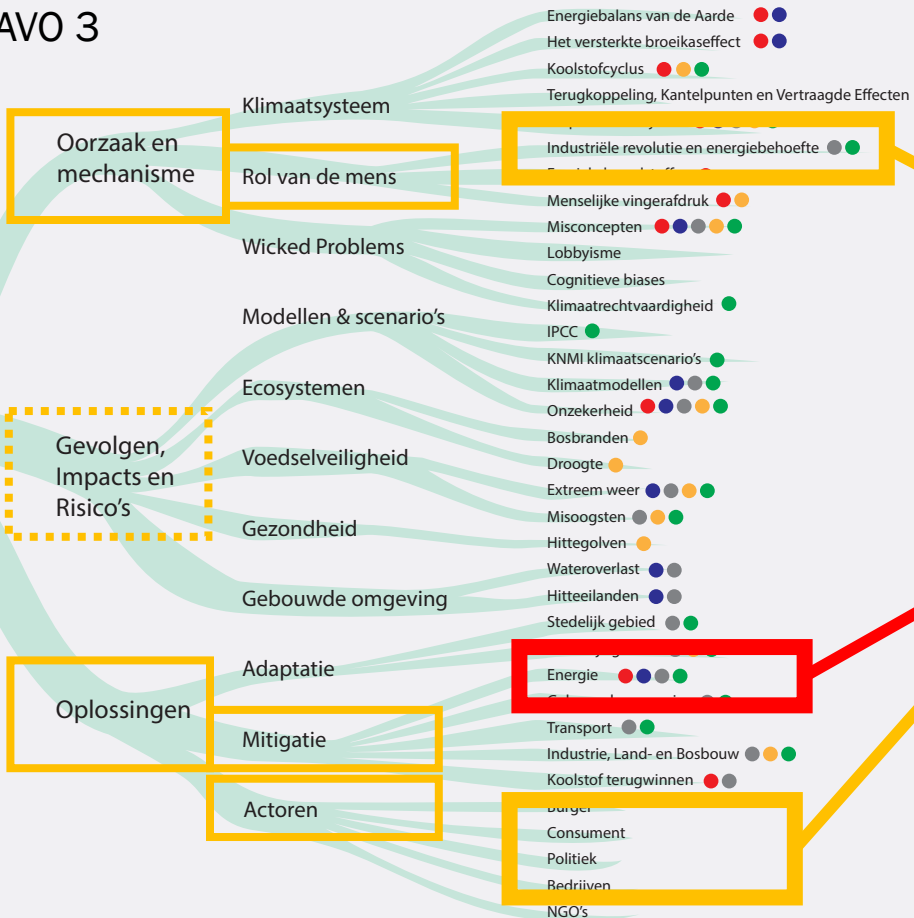 AVO 3
Oorzaak en
mechanisme
Gevolgen,
Impacts en
Risico's
Oplossingen
Klimaatsysteem
Rol van de mens
Wicked Problems
Modellen & scenario's
Ecosystemen
Voedselveiligheid
Gezondheid
Gebouwde omgeving
Adaptatie
Mitigatie
Actoren
Energiebalans van de Aarde
Het versterkte broeikaseffect
Koolstofcyclus
Terugkoppeling, Kantelpunten en Vertraagde Effecten
Industriële revolutie en energiebehoefte
Menselijke vingerafdruk
Misconcepten
Lobbyisme
Cognitieve biases
Klimaatrechtvaardigheid
IPCC
KNMI klimaatscenario's
Klimaatmodellen
Onzekerheid
Bosbranden
Droogte
Extreem weer
Misoogsten
Hittegolven
Wateroverlast
Hitteeilanden
Stedelijk gebied
Energie
Transport
Industrie, Land- en Bosbouw
Koolstof terugwinnen
Burger
Consument
Politiek
Bedrijven
NGO's